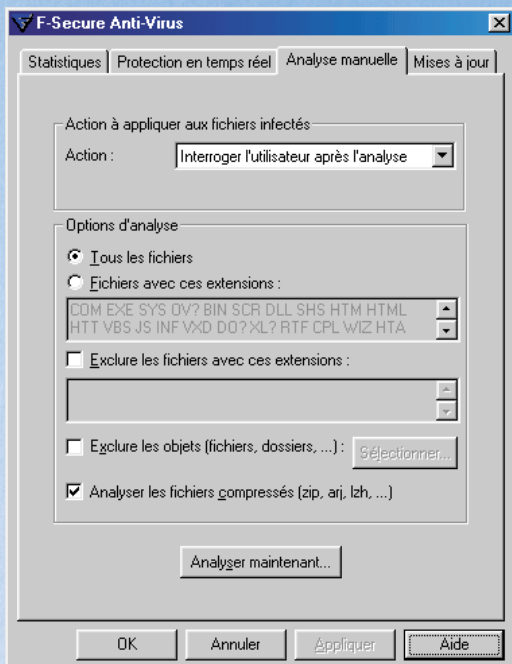 F-Secure Anti-Virus
Statistiques Protection en temps réel Analyse manuelle Mises à jour
Action à appliquer aux fichiers infectés
Action : Interroger l'utilisateur après l'analyse
Options d'analyse
Tous les fichiers
Fichiers avec ces extensions :
COM EXE SYS OV? BIN SCR DLL SHS HTM HTML
HTT VBS JS INF VXD DO? XL? RTF CPL WIZ HTA
Exclure les fichiers avec ces extensions :
Exclure les objets (fichiers, dossiers, ...) : Sélectionner...
Analyser les fichiers compressés (zip, arj, lzh, ...)
Analyser maintenant...
OK Annuler Appliquer Aide